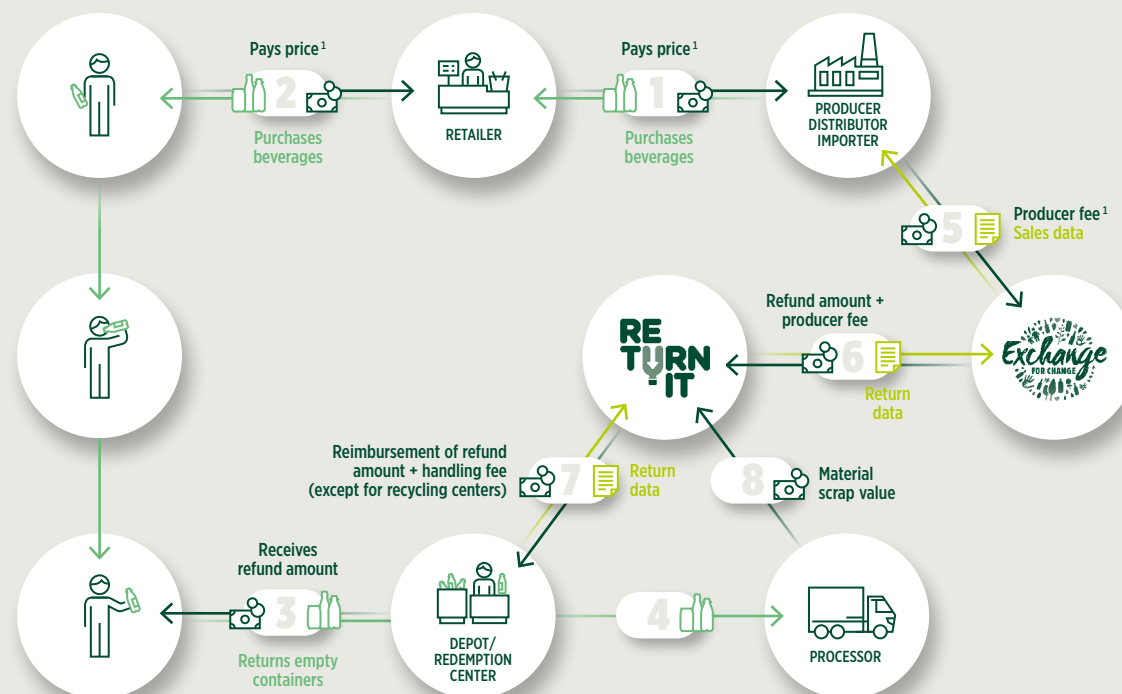 Pays price 1
2
Purchases
beverages
RETAILER
Pays price 1
1
Purchases
beverages
PRODUCER
DISTRIBUTOR
IMPORTER
5
Producer fee 1
Sales data
RE
TURN
IT
Refund amount +
producer fee
6
Return
data
Exchange
FOR CHANGE
Reimbursement of refund
amount + handling fee
(except for recycling centers)
7
Return
data
8
Material
scrap value
Receives
refund amount
3
Returns empty
containers
DEPOT/
REDEMPTION
CENTER
4
PROCESSOR